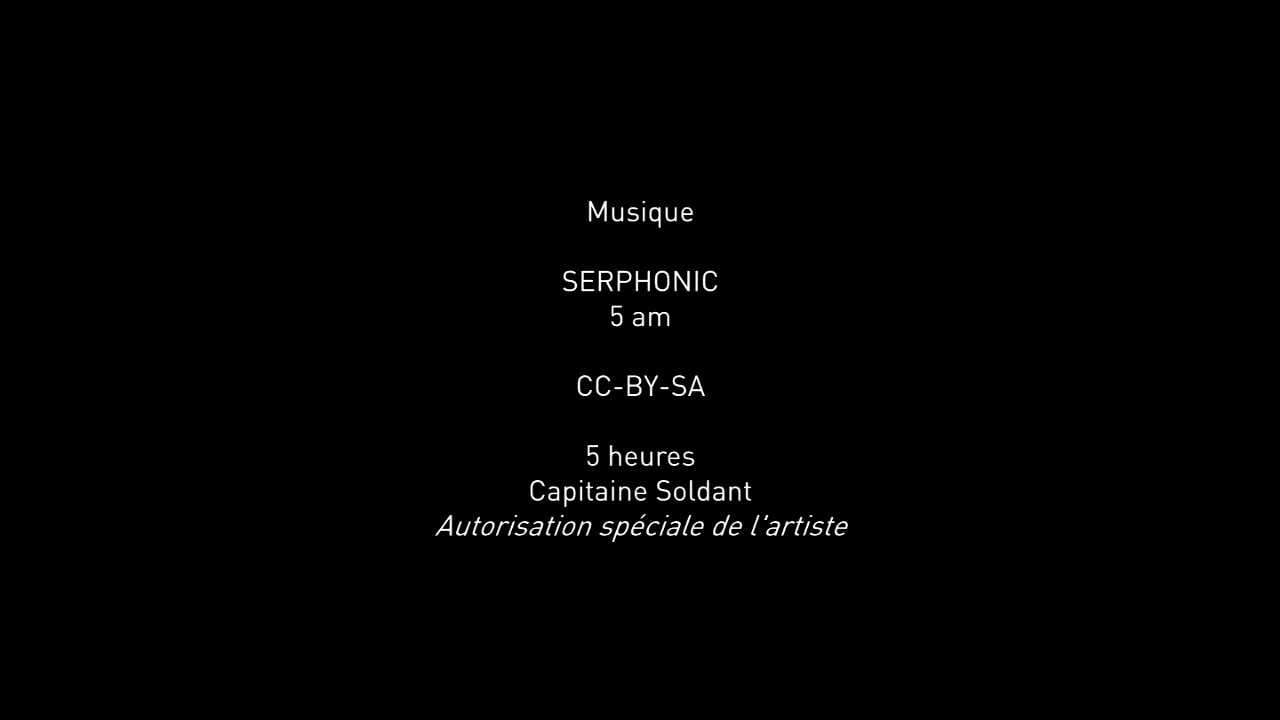 Musique
SERPHONIC
5 am
CC-BY-SA
5 heures
Capitaine Soldant
Autorisation spéciale de l'artiste